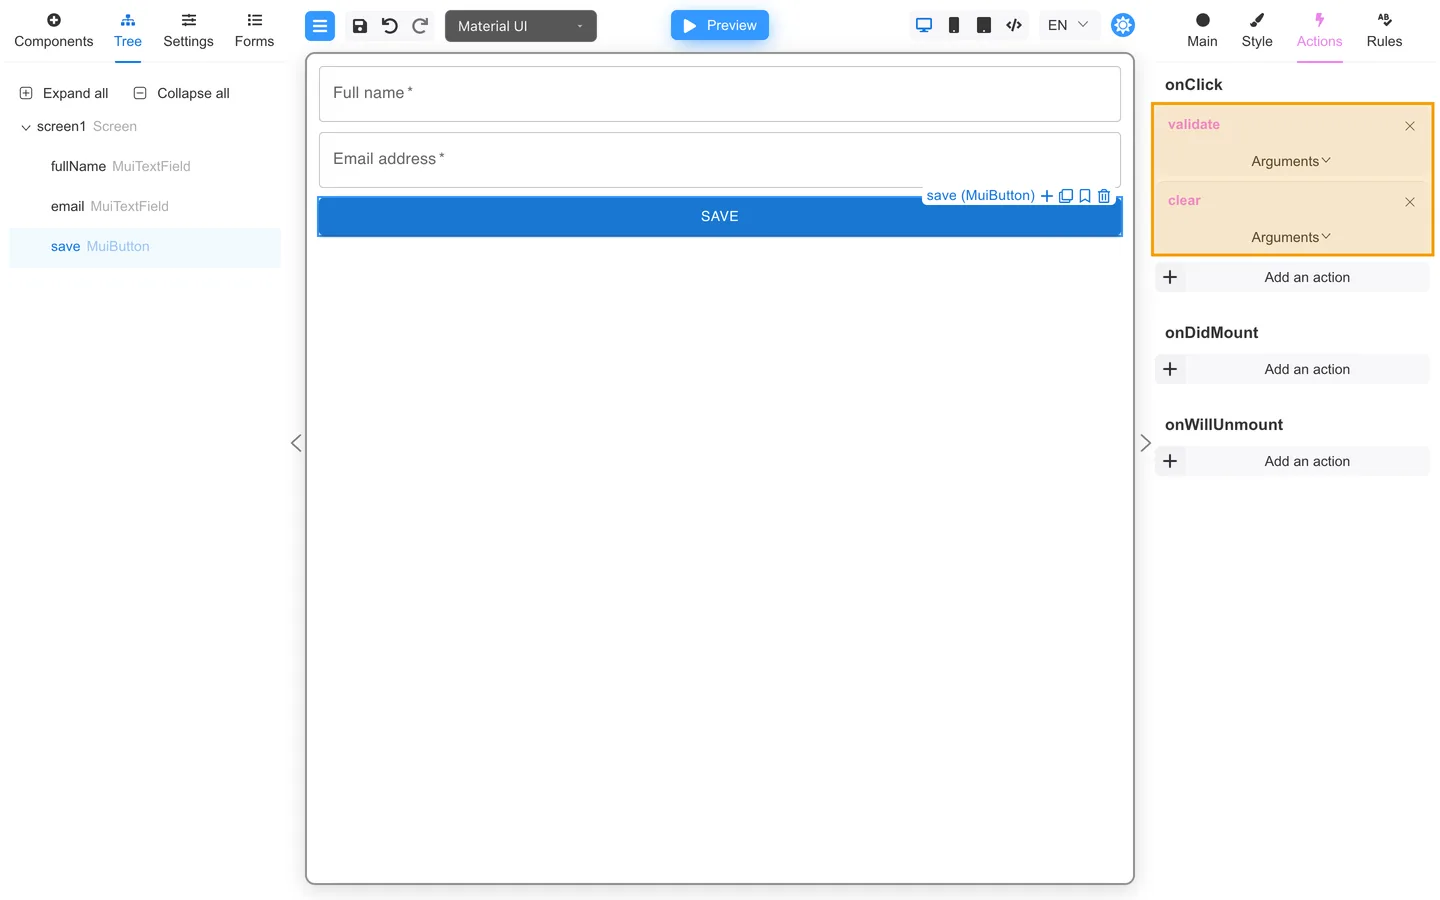 Components
Tree
Settings
Forms
Material UI
Preview
EN
Main
Style
Actions
AB
Rules
Expand all
Collapse all
screen1 Screen
fullName MuiTextField
email MuiTextField
save MuiButton
Full name *
Email address *
save (MuiButton)
SAVE
onClick
validate
Arguments
clear
Arguments
Add an action
onDidMount
Add an action
onWillUnmount
Add an action